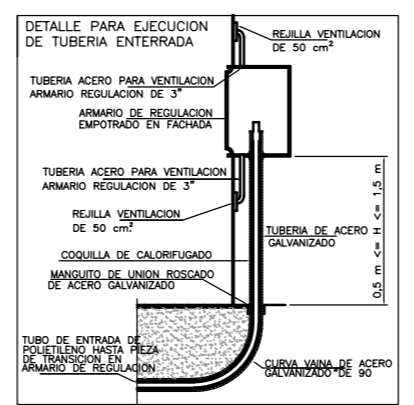 DETALLE PARA EJECUCION
DE TUBERIA ENTERRADA
REJILLA VENTILACION
DE 50 cm²
TUBERIA ACERO PARA VENTILACION
ARMARIO REGULACION DE 3"
ARMARIO DE REGULACION
EMPOTRADO EN FACHADA
TUBERIA ACERO PARA VENTILACION
ARMARIO REGULACION DE 3"
REJILLA VENTILACION
DE 50 cm²
TUBERIA DE ACERO
GALVANIZADO
0,5 m <= H <= 1,5 m
COQUILLA DE CALORIFUGADO
MANGUITO DE UNION ROSCADO
DE ACERO GALVANIZADO
TUBO DE ENTRADA DE
POLIETILENO HASTA PIEZA
DE TRANSICION EN
ARMARIO DE REGULACION
CURVA VAINA DE ACERO
GALVANIZADO DE 90